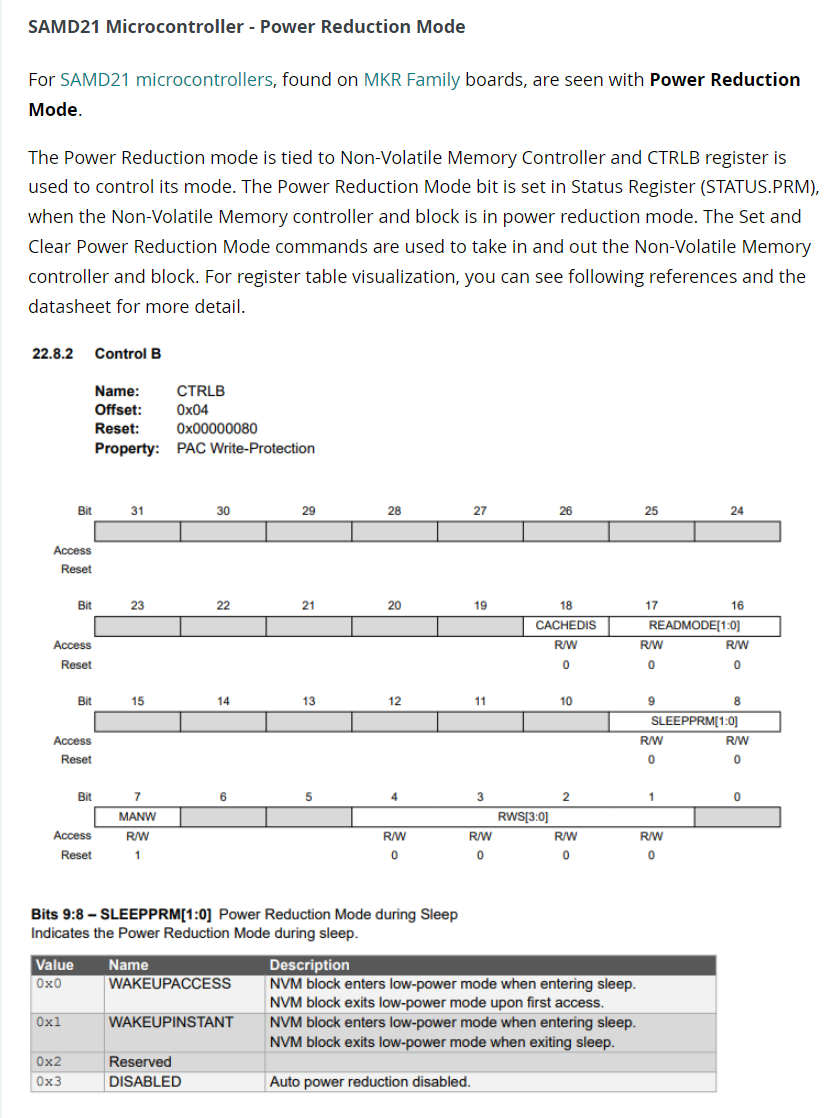 SAMD21 Microcontroller - Power Reduction Mode
For SAMD21 microcontrollers, found on MKR Family boards, are seen with Power Reduction
Mode.
The Power Reduction mode is tied to Non-Volatile Memory Controller and CTRLB register is
used to control its mode. The Power Reduction Mode bit is set in Status Register (STATUS.PRM),
when the Non-Volatile Memory controller and block is in power reduction mode. The Set and
Clear Power Reduction Mode commands are used to take in and out the Non-Volatile Memory
controller and block. For register table visualization, you can see following references and the
datasheet for more detail.
22.8.2 Control B
Name: CTRLB
Offset: 0x04
Reset: 0x00000080
Property: PAC Write-Protection
Bit 31 30 29 28 27 26 25 24
Access
Reset
Bit 23 22 21 20 19 18 17 16
CACHEDIS READMODE[1:0]
Access R/W R/W R/W
Reset 0 0 0
Bit 15 14 13 12 11 10 9 8
SLEEPPRM[1:0]
Access R/W R/W
Reset 0 0
Bit 7 6 5 4 3 2 1 0
MANW RWS[3:0]
Access R/W R/W R/W R/W R/W
Reset 1 0 0 0 0
Bits 9:8 – SLEEPPRM[1:0] Power Reduction Mode during Sleep
Indicates the Power Reduction Mode during sleep.
Value Name Description
0x0 WAKEUPACCESS NVM block enters low-power mode when entering sleep.
NVM block exits low-power mode upon first access.
0x1 WAKEUPINSTANT NVM block enters low-power mode when entering sleep.
NVM block exits low-power mode when exiting sleep.
0x2 Reserved
0x3 DISABLED Auto power reduction disabled.